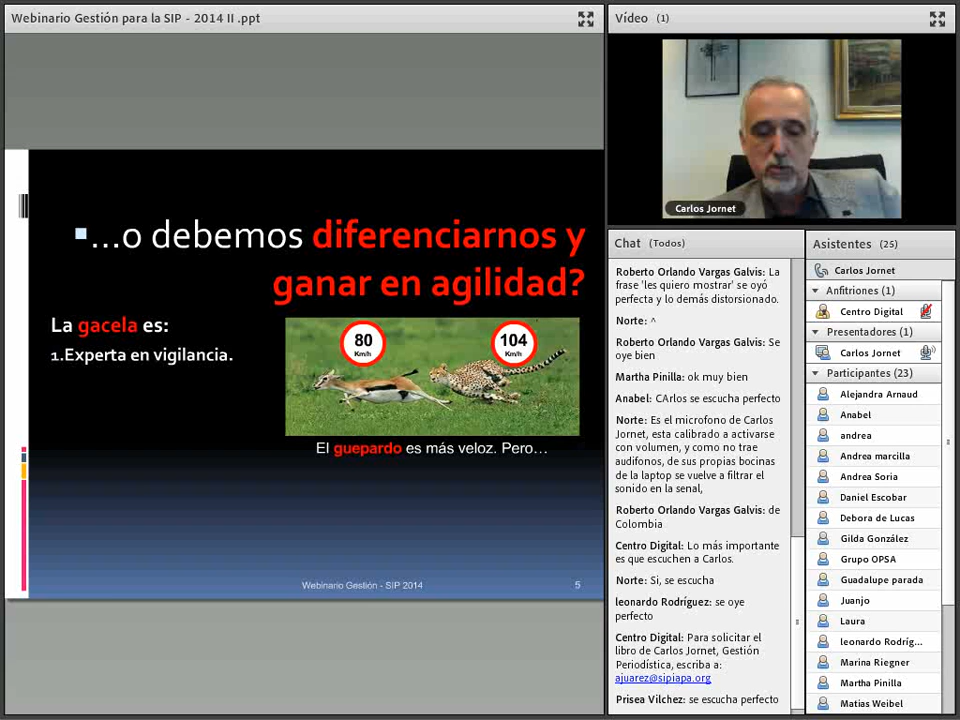 Webinario Gestión para la SIP - 2014 II .ppt
...o debemos diferenciarnos y
ganar en agilidad?
La gacela es:
1.Experta en vigilancia.
80
Km/h
104
Km/h
El guepardo es más veloz. Pero...
Webinario Gestión - SIP 2014
5
Vídeo (1)
Carlos Jornet
Chat (Todos)
Roberto Orlando Vargas Galvis: La
frase 'les quiero mostrar' se oyó
perfecta y lo demás distorsionado.
Norte: ^
Roberto Orlando Vargas Galvis: Se
oye bien
Martha Pinilla: ok muy bien
Anabel: CArlos se escucha perfecto
Norte: Es el microfono de Carlos
Jornet, esta calibrado a activarse
con volumen, y como no trae
audifonos, de sus propias bocinas
de la laptop se vuelve a filtrar el
sonido en la senal,
Roberto Orlando Vargas Galvis: de
Colombia
Centro Digital: Lo más importante
es que escuchen a Carlos.
Norte: Si, se escucha
leonardo Rodríguez: se oye
perfecto
Centro Digital: Para solicitar el
libro de Carlos Jornet, Gestión
Periodística, escriba a:
ajuarez@sipiapa.org
Prisea Vilchez: se escucha perfecto
Asistentes (25)
Carlos Jornet
Anfitriones (1)
Centro Digital
Presentadores (1)
Carlos Jornet
Participantes (23)
Alejandra Arnaud
Anabel
andrea
Andrea marcilla
Andrea Soria
Daniel Escobar
Debora de Lucas
Gilda González
Grupo OPSA
Guadalupe parada
Juanjo
Laura
leonardo Rodríg...
Marina Riegner
Martha Pinilla
Matias Weibel